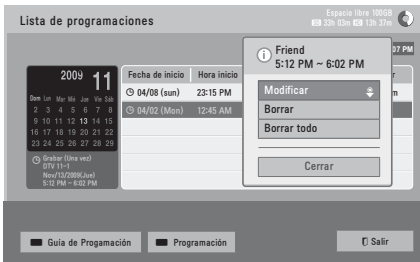 Lista de programaciones
Espacio libre 100GB
33h 03m 13h 37m
07 PM
2009 11
Dom Lun Mar Mié Jue Vie Sáb
2 3 4 5 6 7 8
9 10 11 12 13 14 15
16 17 18 19 20 21 22
23 24 25 26 27 28 29
Grabar (Una vez)
DTV 11-1
Nov/13/2009(Jue)
5:12 PM ~ 6:02 PM
Fecha de inicio Hora inicio
04/08 (sun) 23:15 PM
04/02 (Mon) 12:45 AM
Friend
5:12 PM ~ 6:02 PM
Modificar
Borrar
Borrar todo
Cerrar
Guia de Progamación Programación Salir